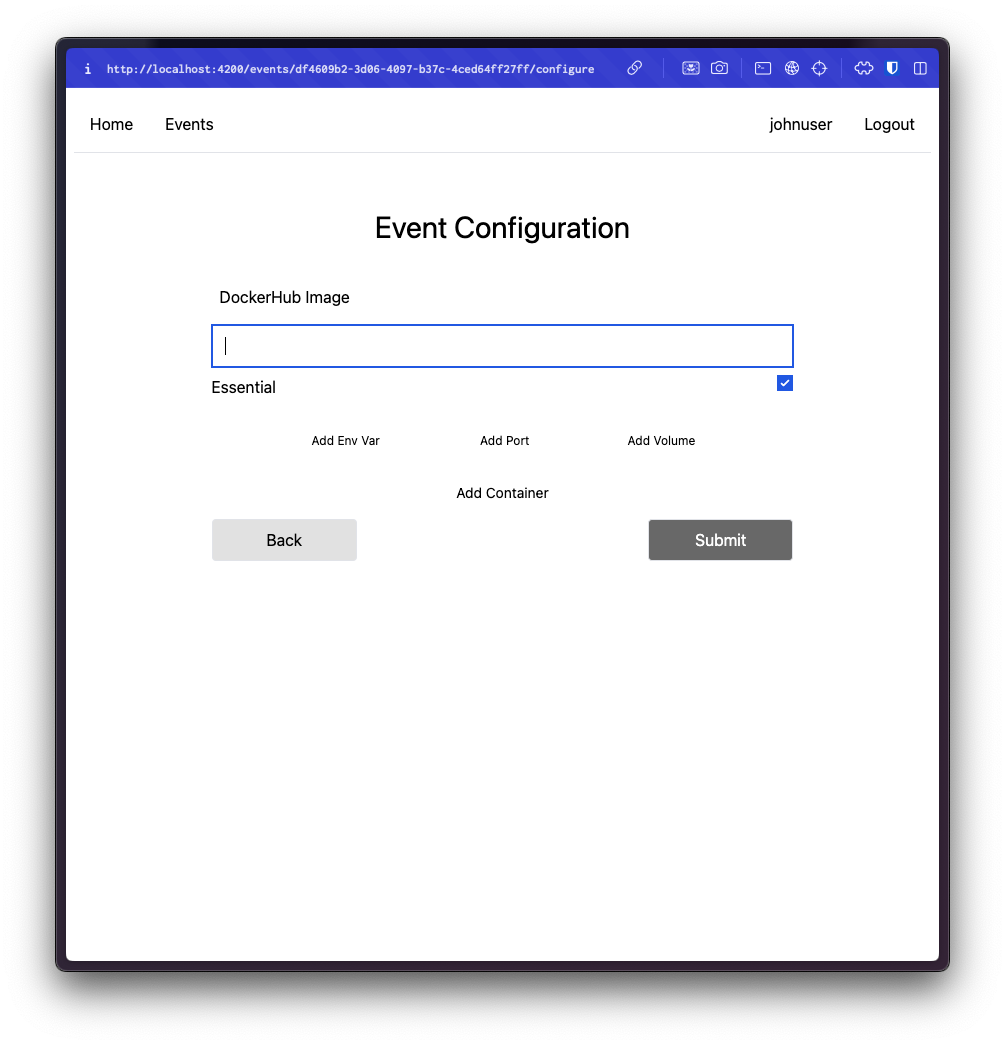 i http://localhost:4200/events/df4609b2-3d06-4097-b37c-4ced64ff27ff/configure
Home Events johnuser Logout
Event Configuration
DockerHub Image
Essential
Add Env Var Add Port Add Volume
Add Container
Back Submit